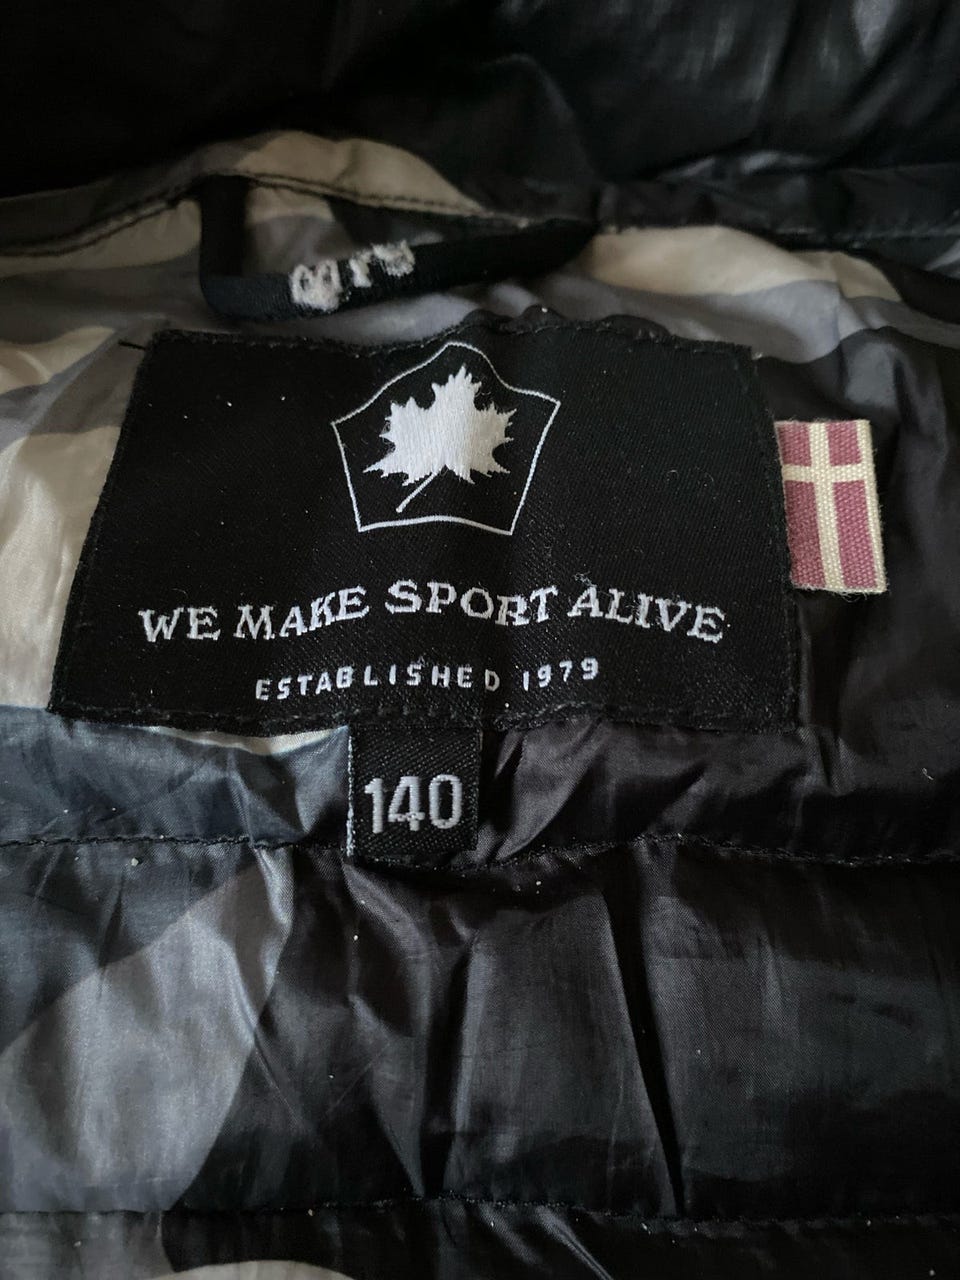 WE MAKE SPORT ALIVE
ESTABLISHED 1979
140